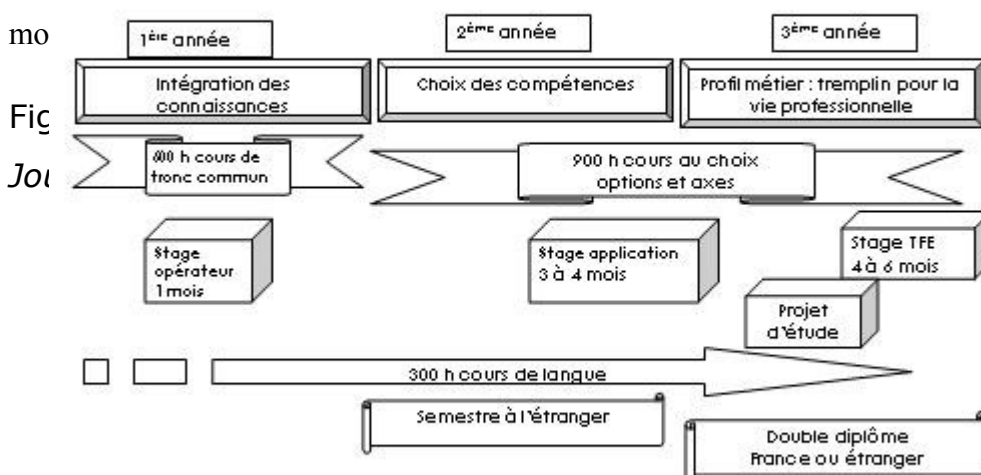 mo
1ère année
2ème année
3ème année
Intégration des
connaissances
Choix des compétences
Profil métier : tremplin pour la
vie professionnelle
Fig
600 h cours de
tronc commun
900 h cours au choix
options et axes
Jou
Stage
opérateur
1 mois
Stage application
3 à 4 mois
Stage TFE
4 à 6 mois
Projet
d'étude
300 h cours de langue
Semestre à l'étranger
Double diplôme
France ou étranger